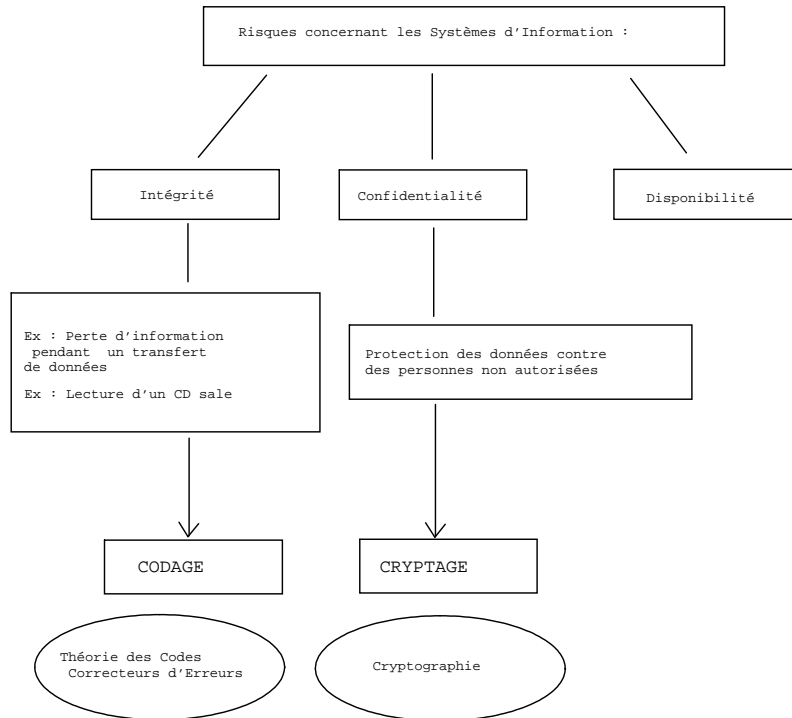 Risques concernant les Systèmes d'Information :
Intégrité
Confidentialité
Disponibilité
Ex : Perte d'information
pendant un transfert
de données
Ex : Lecture d'un CD sale
Protection des données contre
des personnes non autorisées
CODAGE
CRYPTAGE
Théorie des Codes
Correcteurs d'Erreurs
Cryptographie